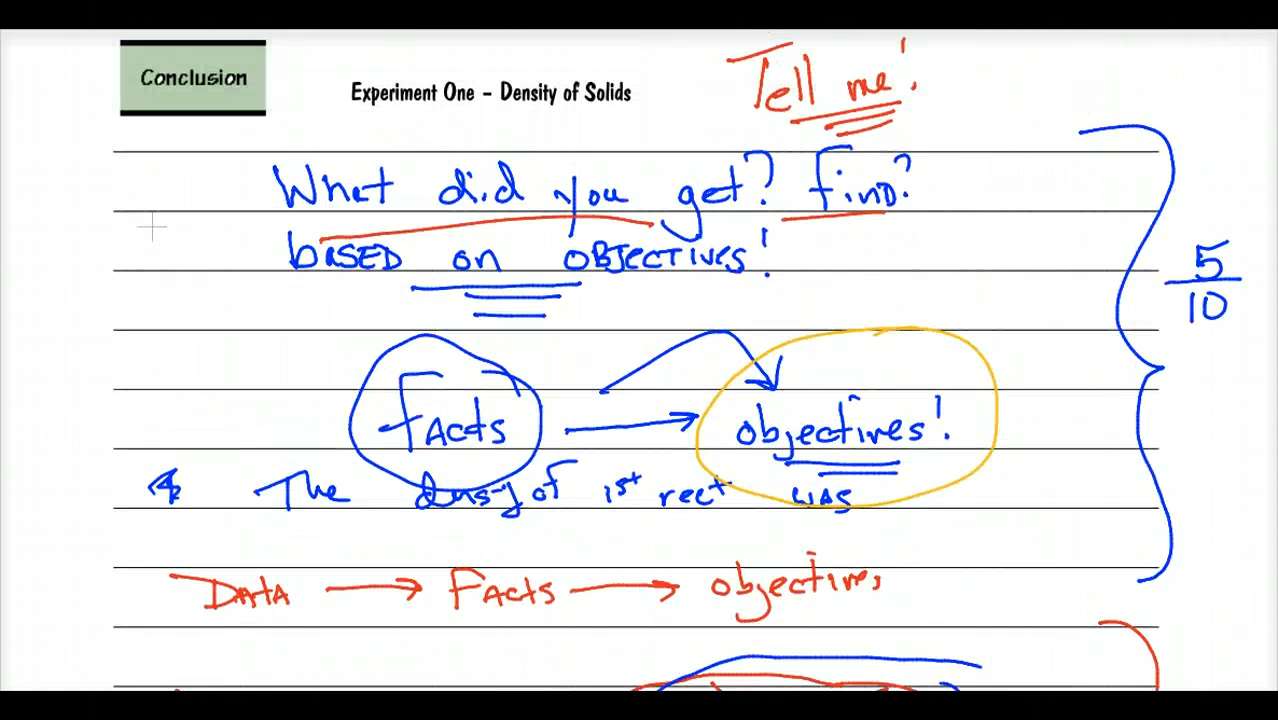 Conclusion
Experiment One – Density of Solids
Tell me!
What did you get? Find?
BASED on OBJECTIVES!
5
10
FActs
objectives!
The of 1st rect WAS
DAtA FActs objectives